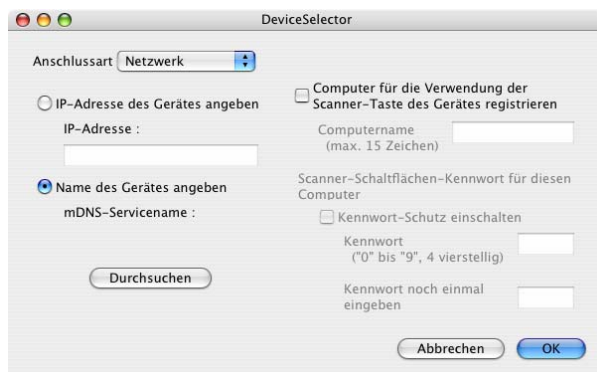 DeviceSelector
Anschlussart Netzwerk
IP-Adresse des Gerätes angeben
IP-Adresse :
Name des Gerätes angeben
mDNS-Servicename :
Durchsuchen
Computer für die Verwendung der
Scanner-Taste des Gerätes registrieren
Computername
(max. 15 Zeichen)
Scanner-Schaltflächen-Kennwort für diesen
Computer
Kennwort-Schutz einschalten
Kennwort
("0" bis "9", 4 vierstellig)
Kennwort noch einmal
eingeben
Abbrechen
OK